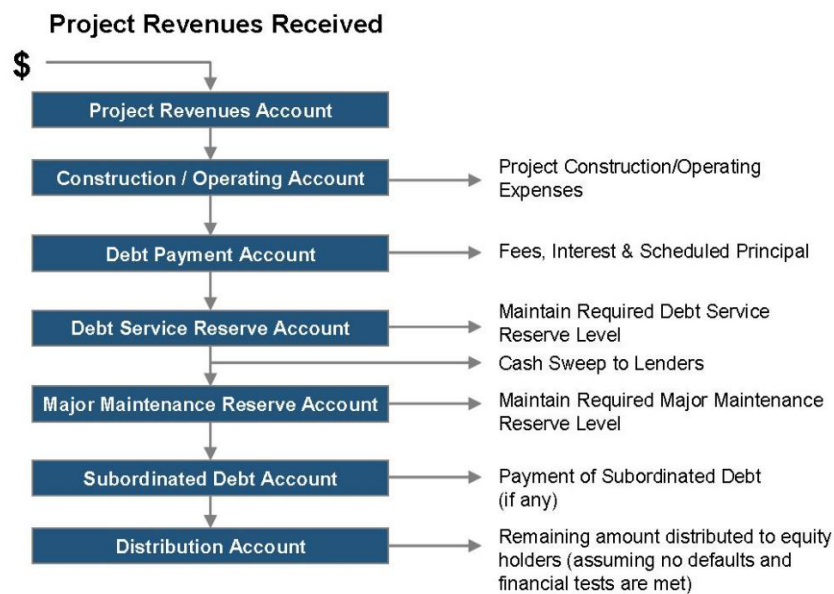 Project Revenues Received
$
Project Revenues Account
Construction / Operating Account
Project Construction/Operating
Expenses
Debt Payment Account
Fees, Interest & Scheduled Principal
Debt Service Reserve Account
Maintain Required Debt Service
Reserve Level
Cash Sweep to Lenders
Major Maintenance Reserve Account
Maintain Required Major Maintenance
Reserve Level
Subordinated Debt Account
Payment of Subordinated Debt
(if any)
Distribution Account
Remaining amount distributed to equity
holders (assuming no defaults and
financial tests are met)